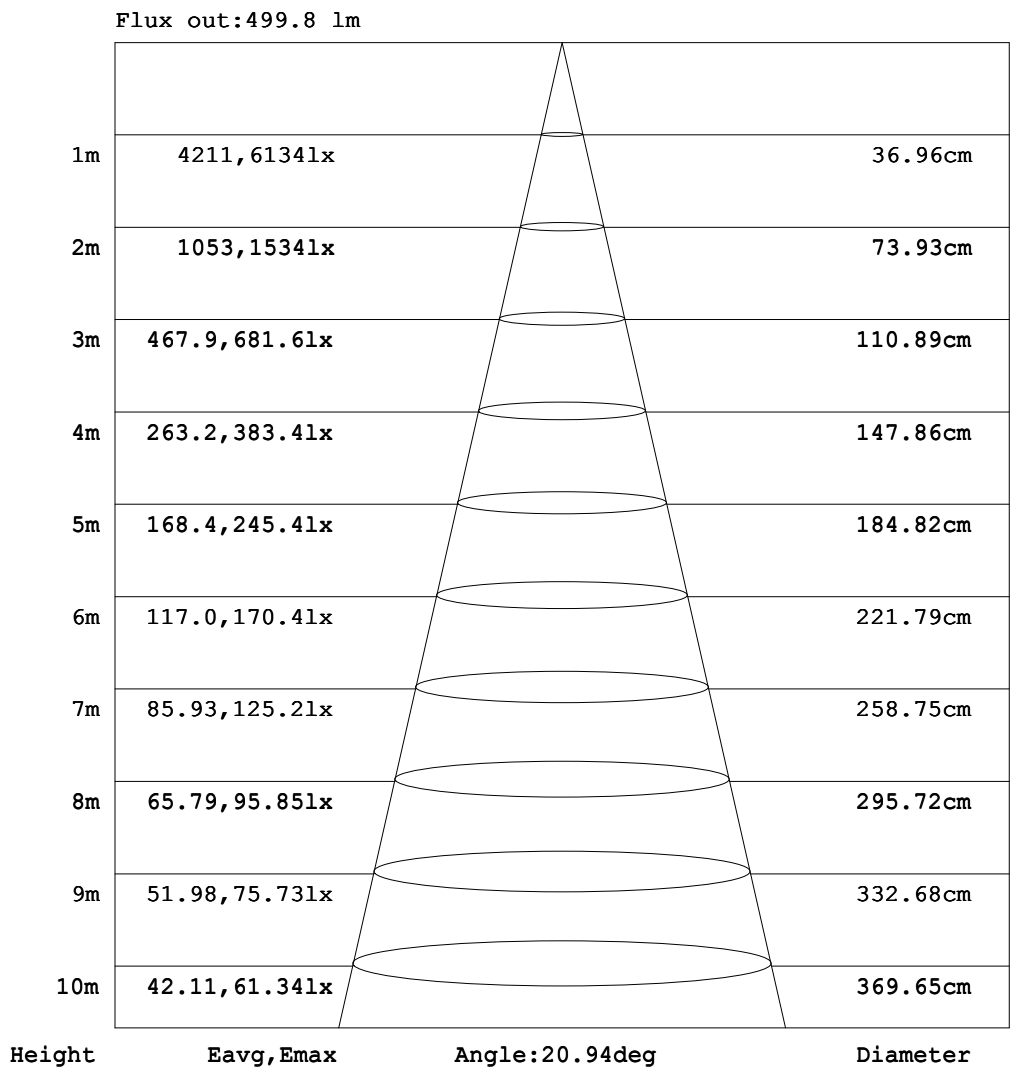 Flux out:499.8 lm
1m 4211,6134lx 36.96cm
2m 1053,1534lx 73.93cm
3m 467.9,681.6lx 110.89cm
4m 263.2,383.4lx 147.86cm
5m 168.4,245.4lx 184.82cm
6m 117.0,170.4lx 221.79cm
7m 85.93,125.2lx 258.75cm
8m 65.79,95.85lx 295.72cm
9m 51.98,75.73lx 332.68cm
10m 42.11,61.34lx 369.65cm
Height Eavg,Emax Angle:20.94deg Diameter